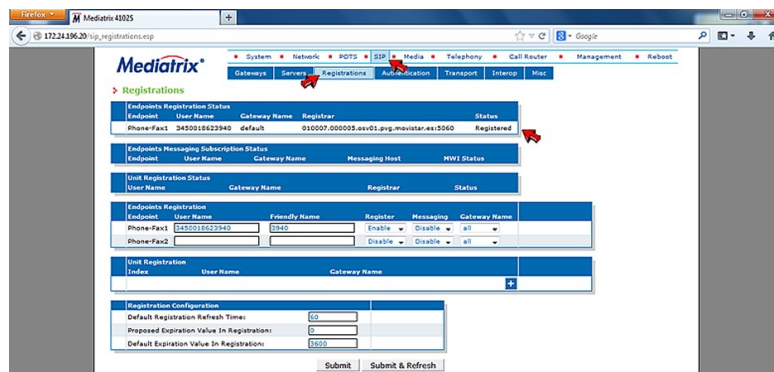 Firefox
Mediatrix 4102S
+
172.24.196.20/sip_registrations.esp
Google
Mediatrix
System Network POTS SIP Media Telephony Call Router Management Reboot
Gateways Servers Registrations Authentication Transport Interop Misc
Registrations
Endpoints Registration Status
Endpoint User Name Gateway Name Registrar Status
Phone-Fax1 3450018623940 default 010007.000005.osv01.pvg.movistar.es:5060 Registered
Endpoints Messaging Subscription Status
Endpoint User Name Gateway Name Messaging Host MWI Status
Unit Registration Status
User Name Gateway Name Registrar Status
Endpoints Registration
Endpoint User Name Friendly Name Register Messaging Gateway Name
Phone-Fax1 3450018623940 3940 Enable Disable all
Phone-Fax2 Disable Disable all
Unit Registration
Index User Name Gateway Name
+
Registration Configuration
Default Registration Refresh Time: 60
Proposed Expiration Value In Registration: 0
Default Expiration Value In Registration: 3600
Submit Submit & Refresh